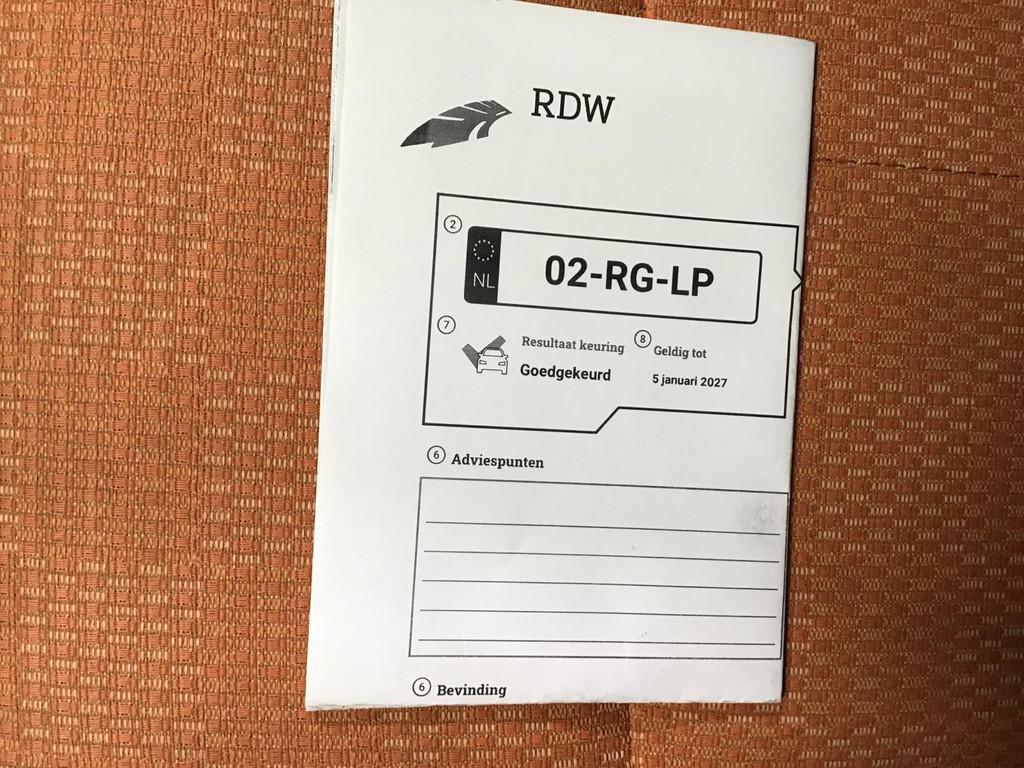 RDW
2
NL
02-RG-LP
7
Resultaat keuring
Goedgekeurd
8 Geldig tot
5 januari 2027
6 Adviespunten
6 Bevinding